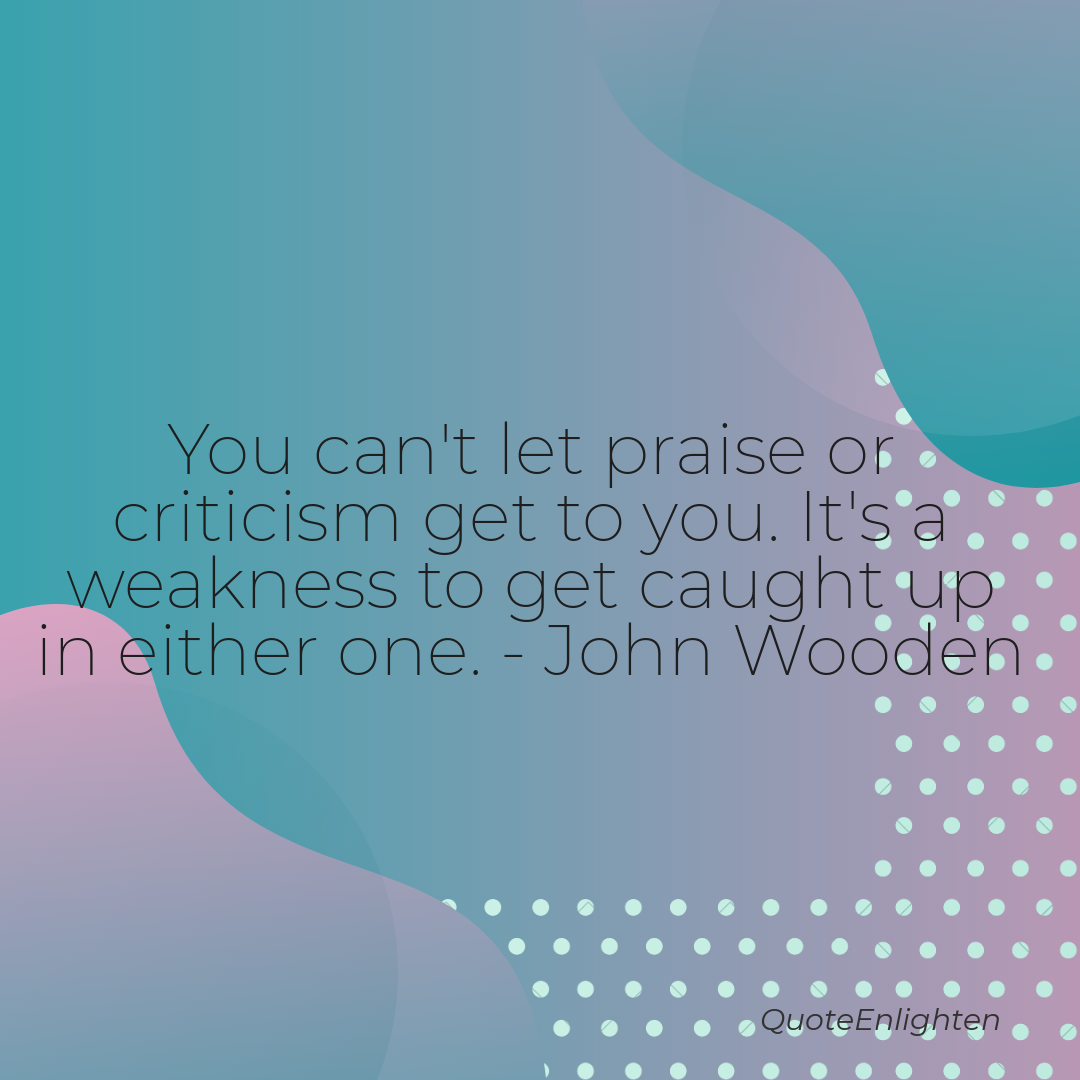 You can't let praise or
criticism get to you. It's a
weakness to get caught up
in either one. - John Wooden
QuoteEnlighten